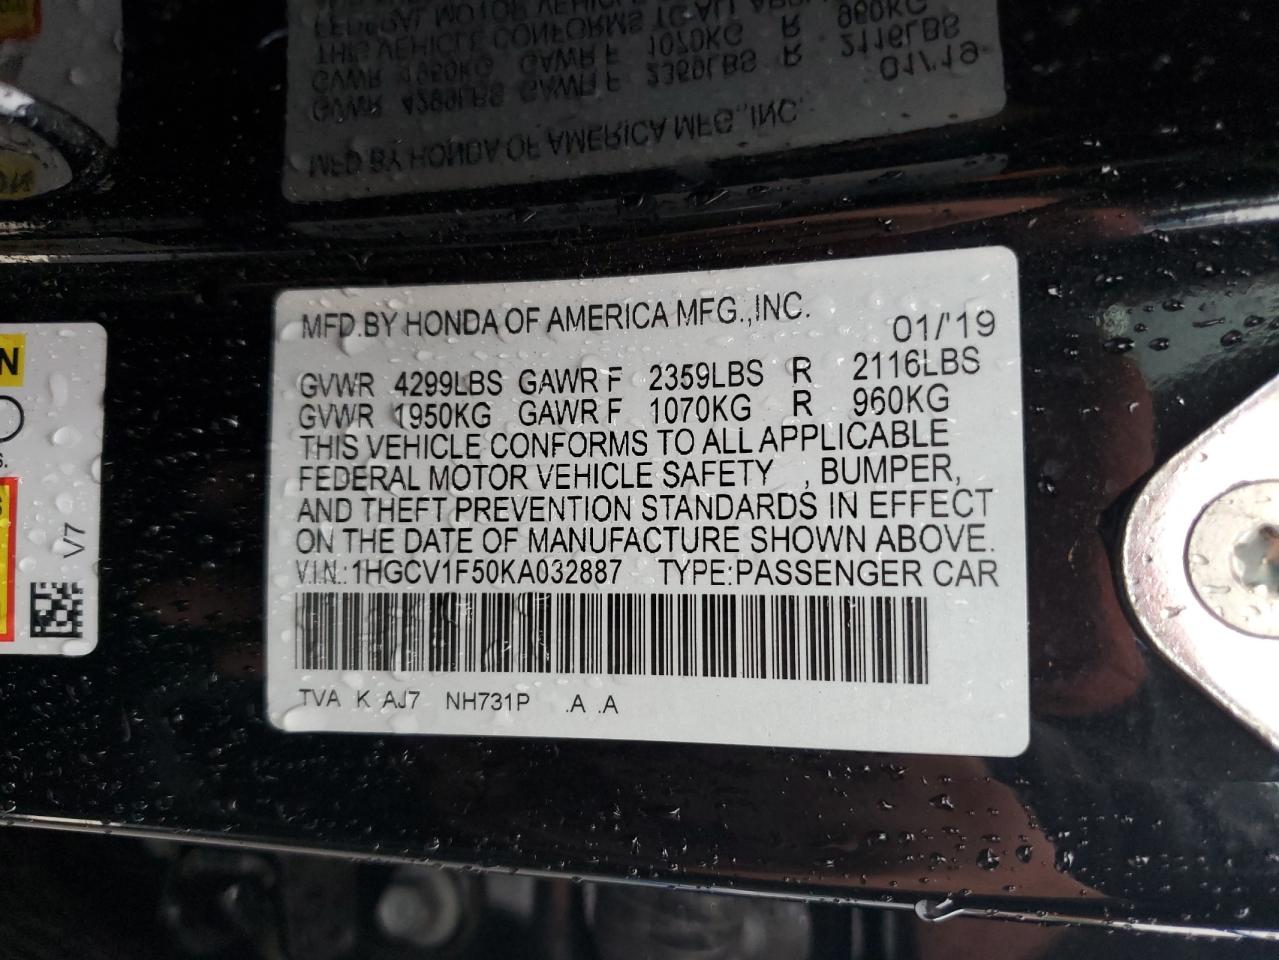 MFD.BY HONDA OF AMERICA MFG.,INC.
01/'19
GVWR 4299LBS GAWR F 2359LBS R 2116LBS
GVWR 1950KG GAWR F 1070KG R 960KG
THIS VEHICLE CONFORMS TO ALL APPLICABLE
FEDERAL MOTOR VEHICLE SAFETY , BUMPER,
AND THEFT PREVENTION STANDARDS IN EFFECT
ON THE DATE OF MANUFACTURE SHOWN ABOVE.
V.I.N.:1HGCV1F50KA032887 TYPE:PASSENGER CAR
TVA K AJ7 NH731P .A .A
V7